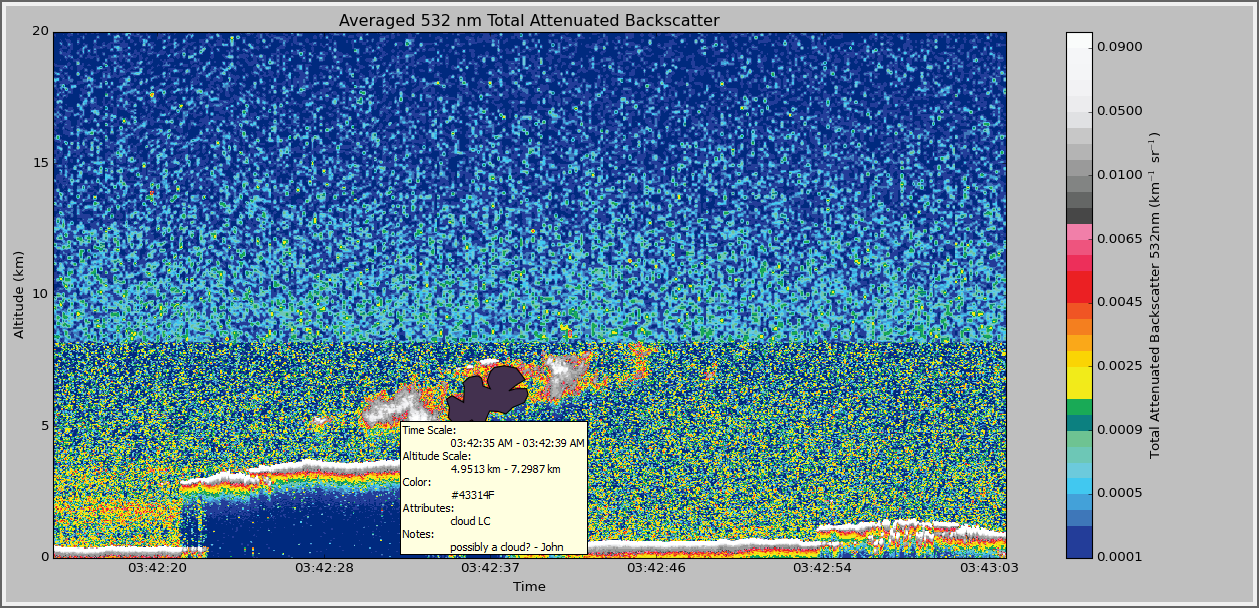 Averaged 532 nm Total Attenuated Backscatter
20
15
10
5
0
Altitude (km)
03:42:20
03:42:28
03:42:37
03:42:46
03:42:54
03:43:03
Time
Time Scale:
03:42:35 AM - 03:42:39 AM
Altitude Scale:
4.9513 km - 7.2987 km
Color:
#43314F
Attributes:
cloud LC
Notes:
possibly a cloud? - John
0.0900
0.0500
0.0100
0.0065
0.0045
0.0025
0.0009
0.0005
0.0001
Total Attenuated Backscatter 532nm (km⁻¹ sr⁻¹)